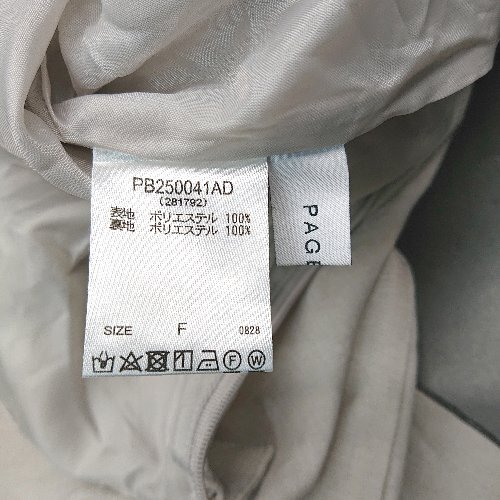 PB250041AD
(281792)
表地 ポリエステル 100%
裏地 ポリエステル 100%
SIZE F 0828
F W
PAGE